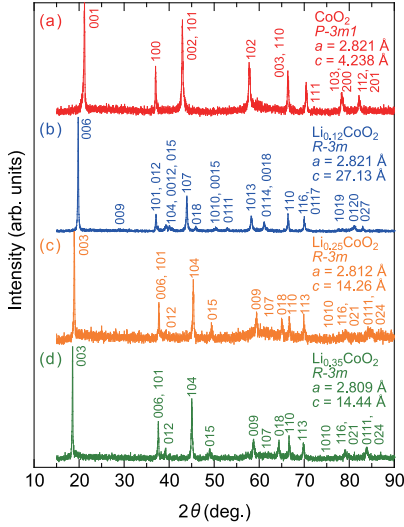 (a)
001
100
002, 101
102
003, 110
111
103,
200
112,
201
CoO₂
P-3m1
a = 2.821 Å
c = 4.238 Å
(b)
006
009
101, 012
104, 0012, 015
107
018
1010, 0015
0111
1013
0114, 0018
110
116,
0117
1019
0120
027
Li₀.₁₂CoO₂
R-3m
a = 2.821 Å
c = 27.13 Å
(c)
003
006, 101
012
104
015
009
107
018
110
113
1010
116,
021
0111,
024
Li₀.₂₅CoO₂
R-3m
a = 2.812 Å
c = 14.26 Å
(d)
003
006, 101
012
104
015
009
107
018
110
113
1010
116,
021
0111,
024
Li₀.₃₅CoO₂
R-3m
a = 2.809 Å
c = 14.44 Å
Intensity (arb. units)
10 20 30 40 50 60 70 80 90 100
2θ (deg.)